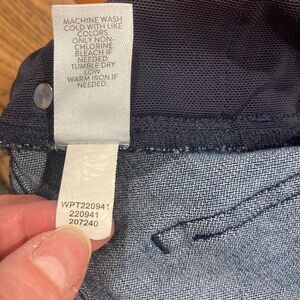 MACHINE WASH
COLD WITH LIKE
COLORS.
ONLY NON-
CHLORINE
BLEACH IF
NEEDED.
TUMBLE DRY
LOW.
WARM IRON IF
NEEDED.
WPT220941
220941
207240